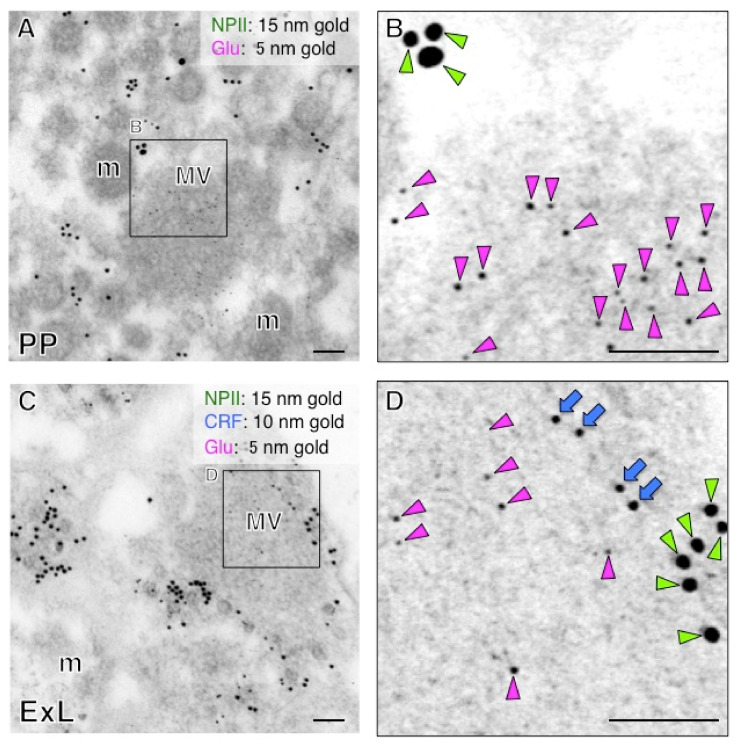 A
NPII: 15 nm gold
Glu: 5 nm gold
B
m
MV
m
PP
B
C
NPII: 15 nm gold
CRF: 10 nm gold
Glu: 5 nm gold
D
MV
m
ExL
D